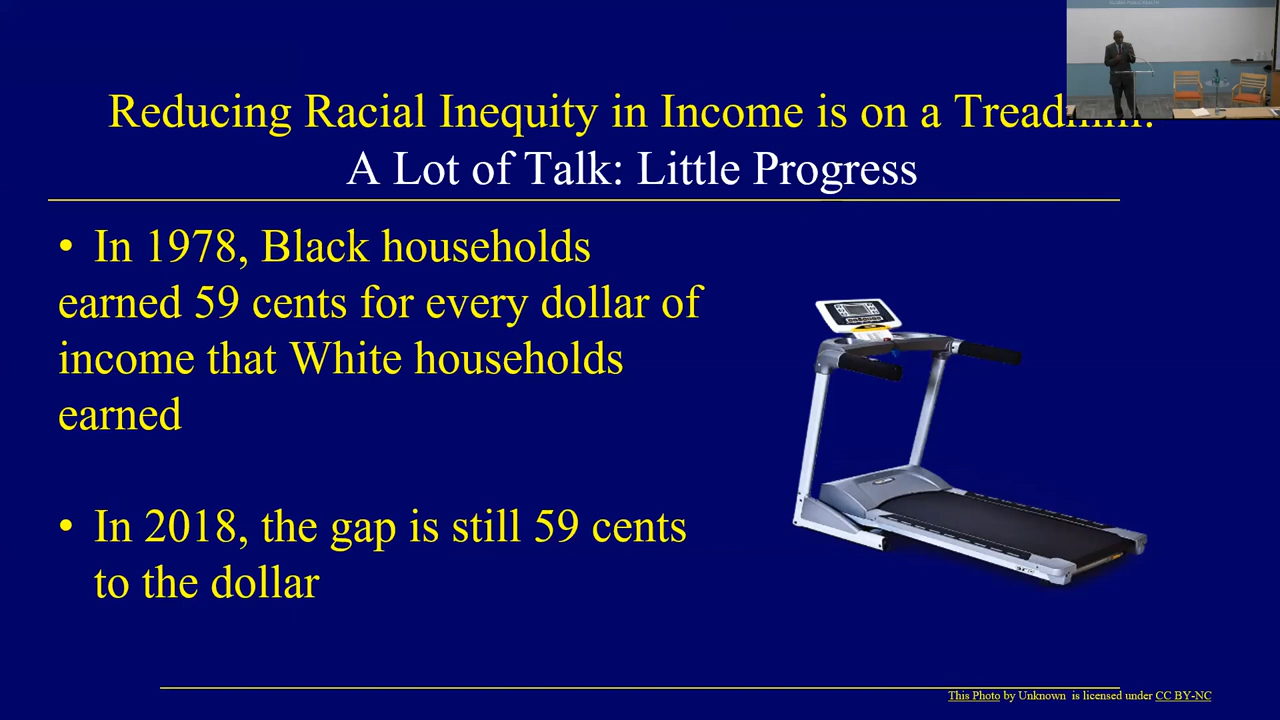 Reducing Racial Inequity in Income is on a
A Lot of Talk: Little Progress
• In 1978, Black households
earned 59 cents for every dollar of
income that White households
earned
• In 2018, the gap is still 59 cents
to the dollar
This Photo by Unknown is licensed under CC BY-NC